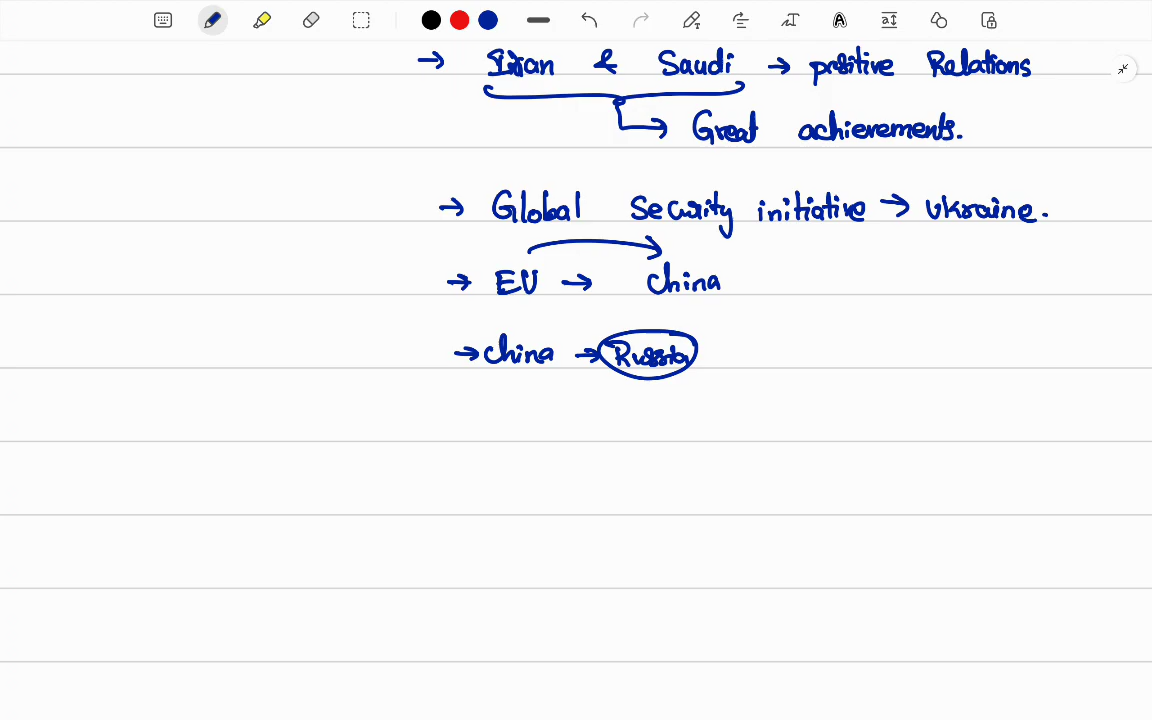 → Iran & Saudi → positive Relations
→ Great achievements.
→ Global Security initiative → Ukraine.
→ EU → China
→ China → Russia